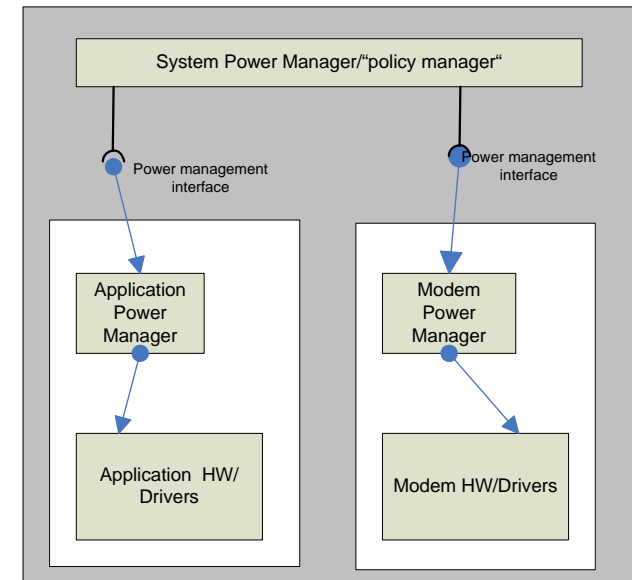 System Power Manager/“policy manager“
Power management
interface
Power management
interface
Application
Power
Manager
Modem
Power
Manager
Application HW/
Drivers
Modem HW/Drivers